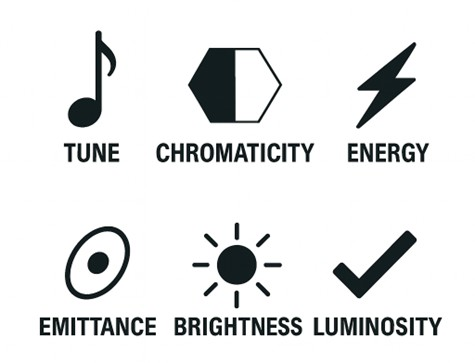 TUNE CHROMATICITY ENERGY
EMITTANCE BRIGHTNESS LUMINOSITY